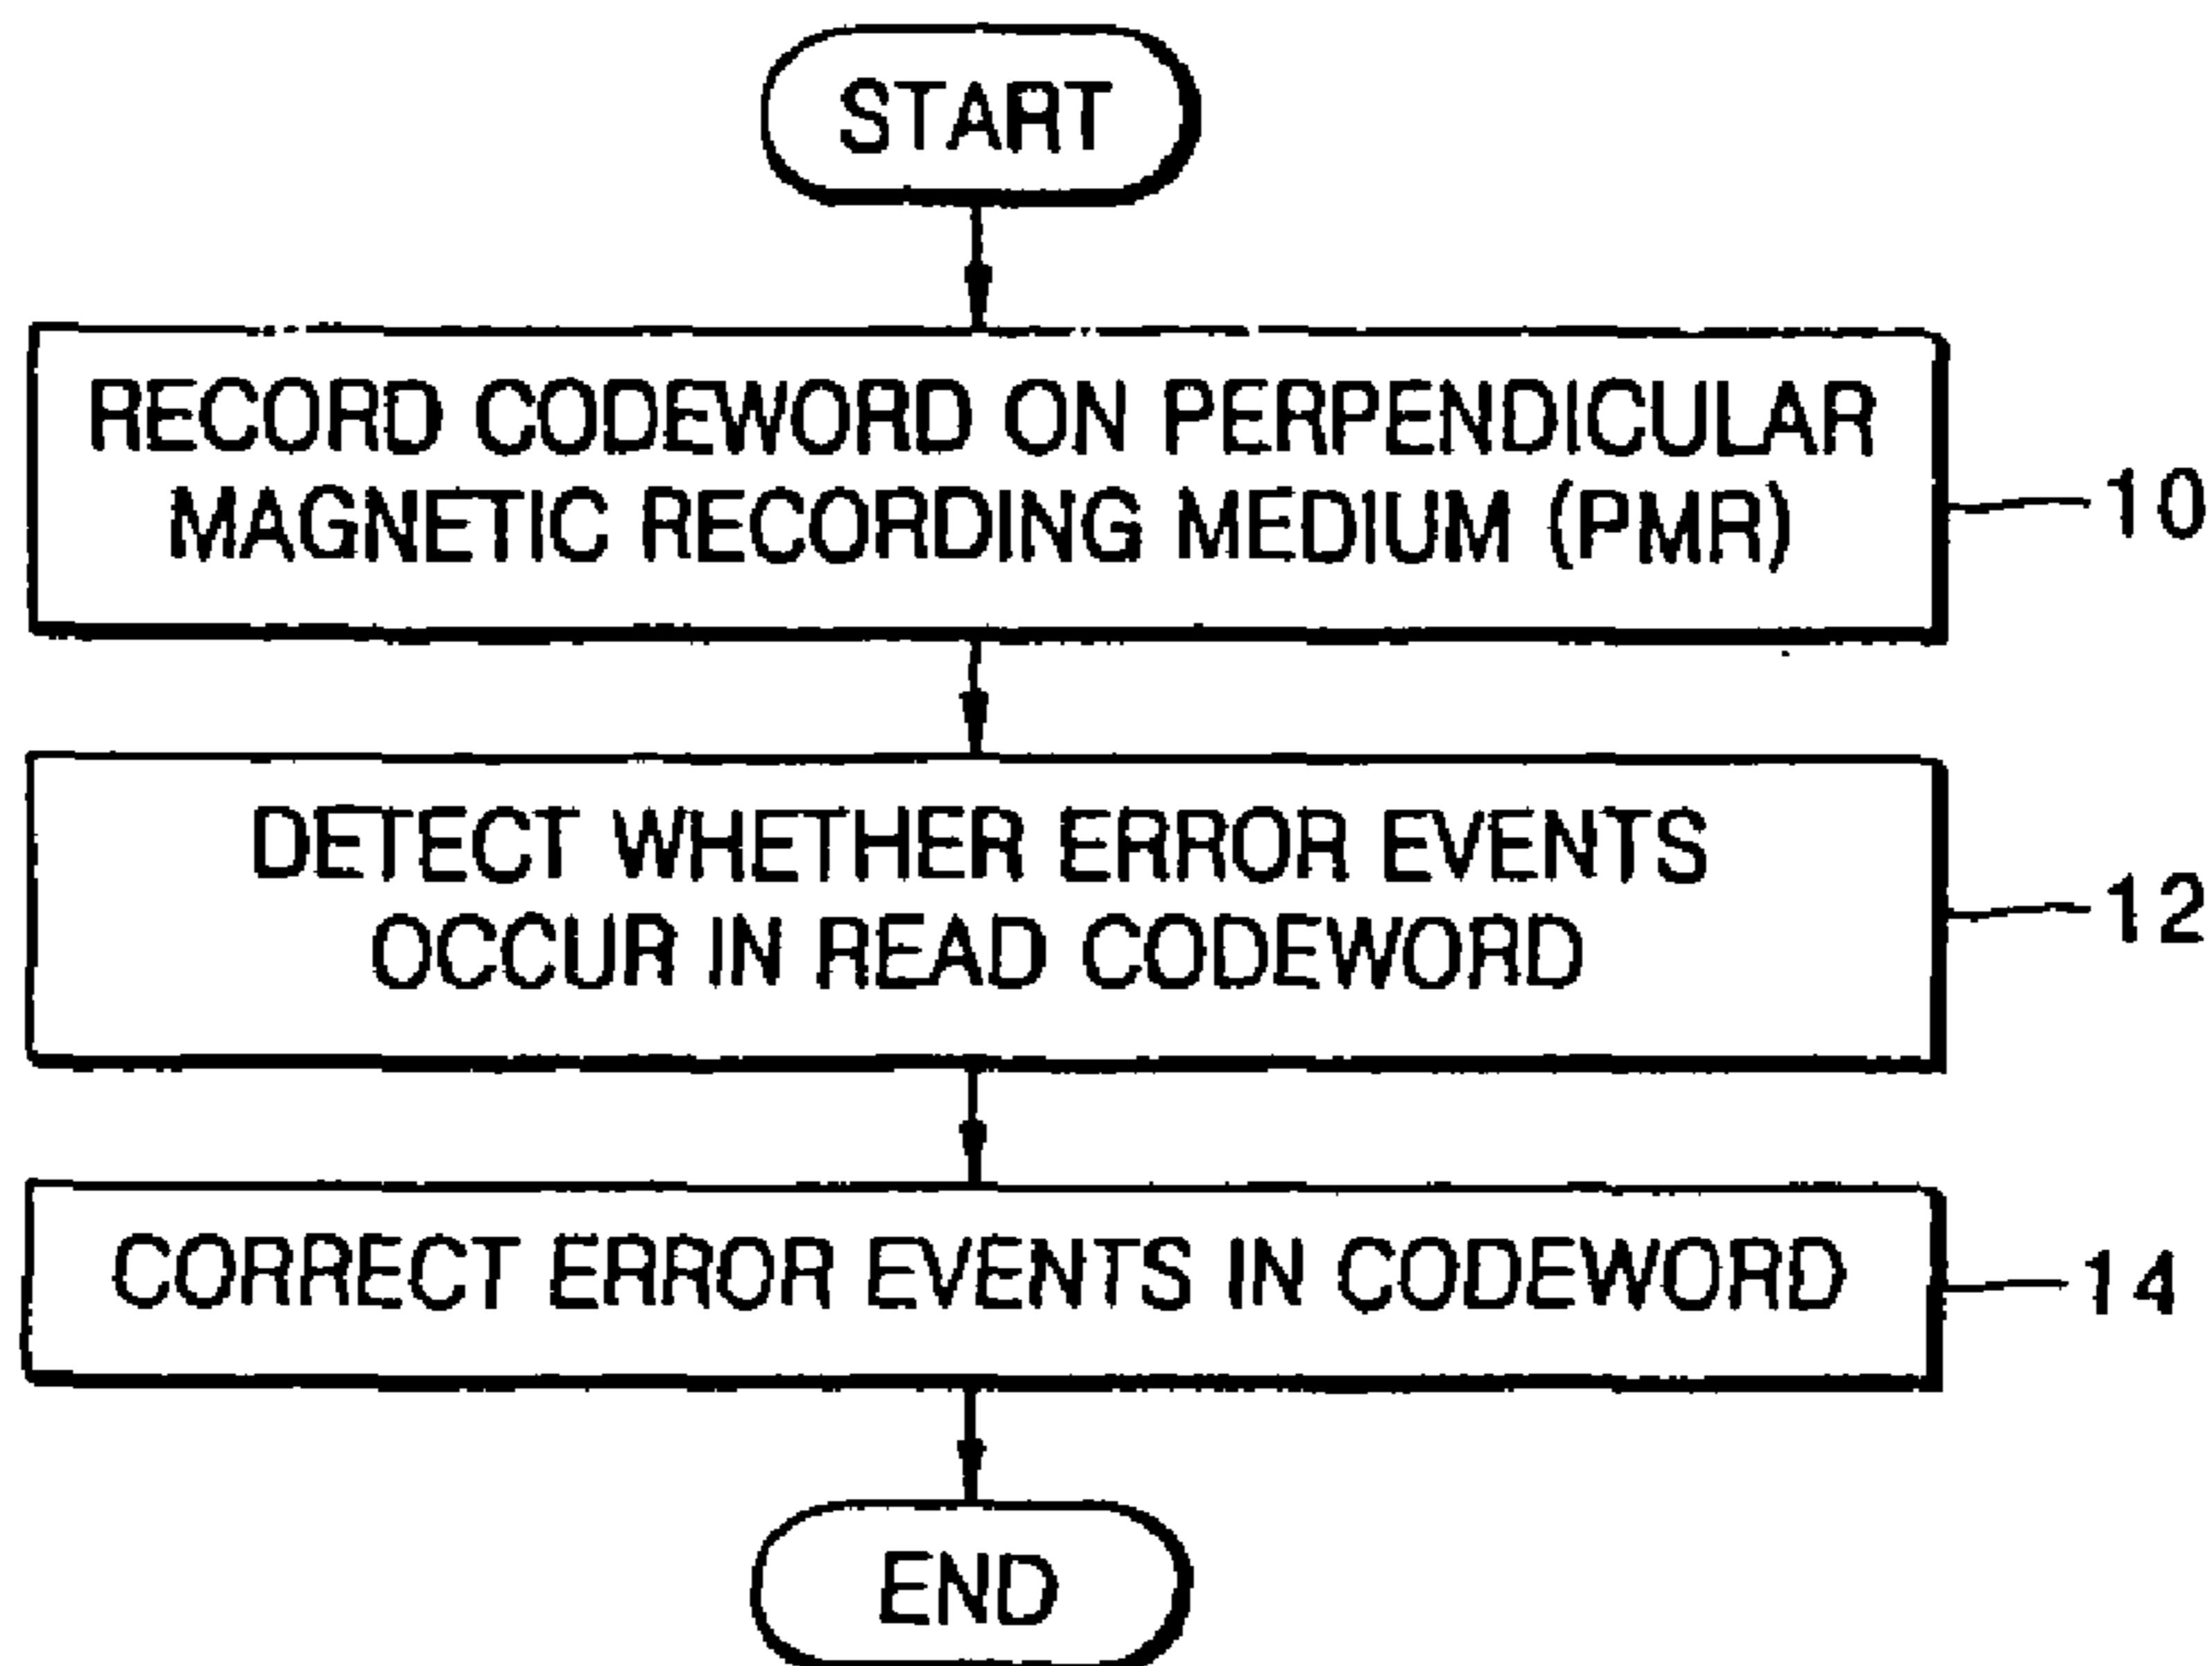 START
RECORD CODEWORD ON PERPENDICULAR
MAGNETIC RECORDING MEDIUM (PMR)
10
DETECT WHETHER ERROR EVENTS
OCCUR IN READ CODEWORD
12
CORRECT ERROR EVENTS IN CODEWORD
14
END